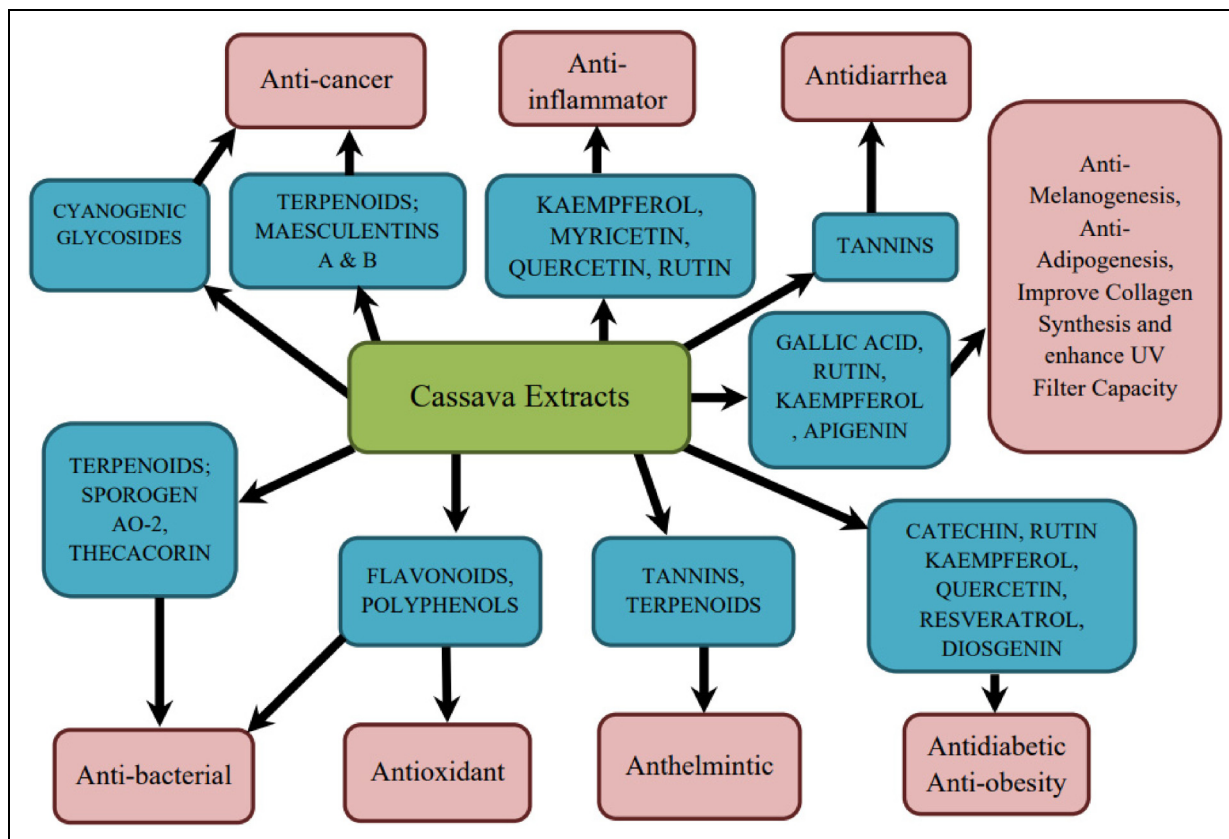 Anti-cancer
Anti-
inflammator
Antidiarrhea
CYANOGENIC
GLYCOSIDES
TERPENOIDS;
MAESCULENTINS
A & B
KAEMPFEROL,
MYRICETIN,
QUERCETIN, RUTIN
TANNINS
Anti-
Melanogenesis,
Anti-
Adipogenesis,
Improve Collagen
Synthesis and
enhance UV
Filter Capacity
Cassava Extracts
GALLIC ACID,
RUTIN,
KAEMPFEROL
, APIGENIN
TERPENOIDS;
SPOROGEN
AO-2,
THECACORIN
FLAVONOIDS,
POLYPHENOLS
TANNINS,
TERPENOIDS
CATECHIN, RUTIN
KAEMPFEROL,
QUERCETIN,
RESVERATROL,
DIOSGENIN
Anti-bacterial
Antioxidant
Anthelmintic
Antidiabetic
Anti-obesity